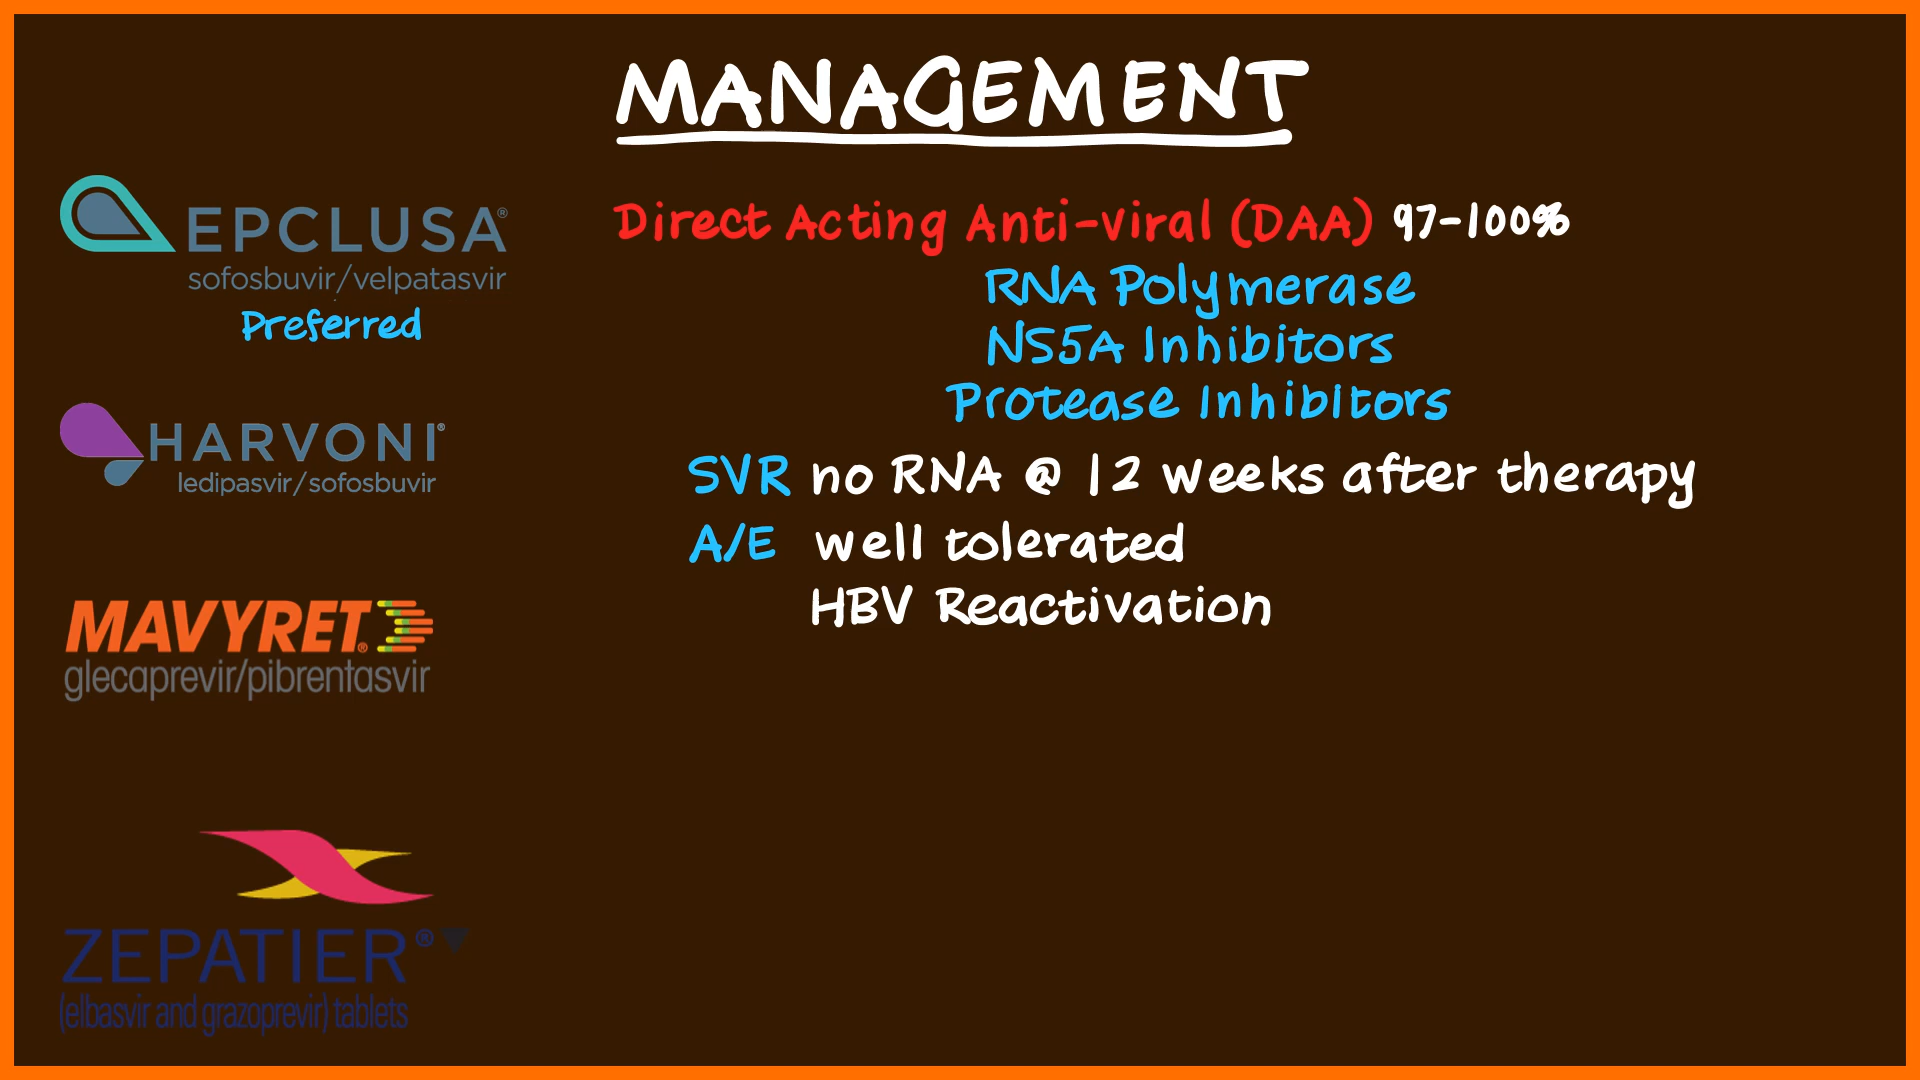 MANAGEMENT
EPCLUSA®
sofosbuvir/velpatasvir
Preferred
HARVONI®
ledipasvir/sofosbuvir
MAVYRET®
glecaprevir/pibrentasvir
ZEPATIER®
(elbasvir and grazoprevir) tablets
Direct Acting Anti-viral (DAA) 97-100%
RNA Polymerase
NS5A Inhibitors
Protease Inhibitors
SVR no RNA @ 12 weeks after therapy
A/E well tolerated
HBV Reactivation